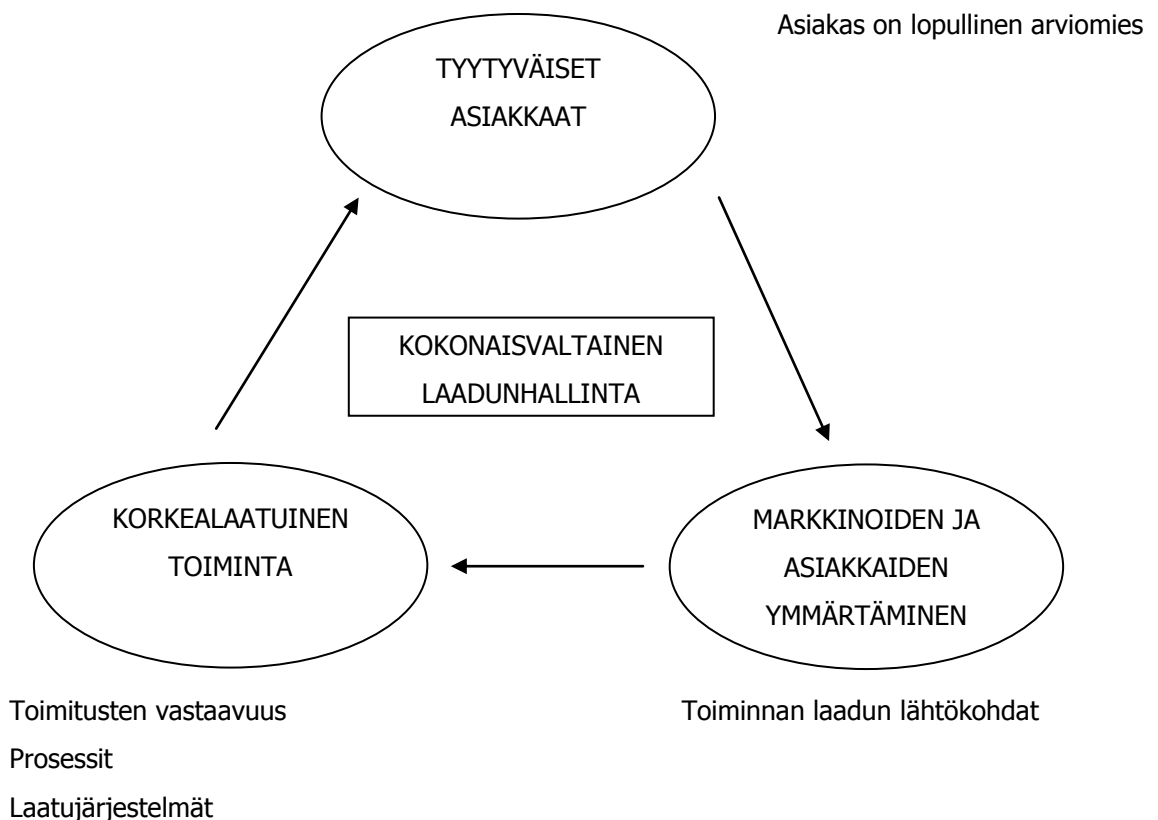 Asiakas on lopullinen arviomies
TYYTYVÄISET
ASIAKKAAT
KOKONAISVALTAINEN
LAADUNHALLINTA
KORKEALAATUINEN
TOIMINTA
MARKKINOIDEN JA
ASIAKKAIDEN
YMMÄRTÄMINEN
Toimitusten vastaavuus
Prosessit
Laatujärjestelmät
Toiminnan laadun lähtökohdat